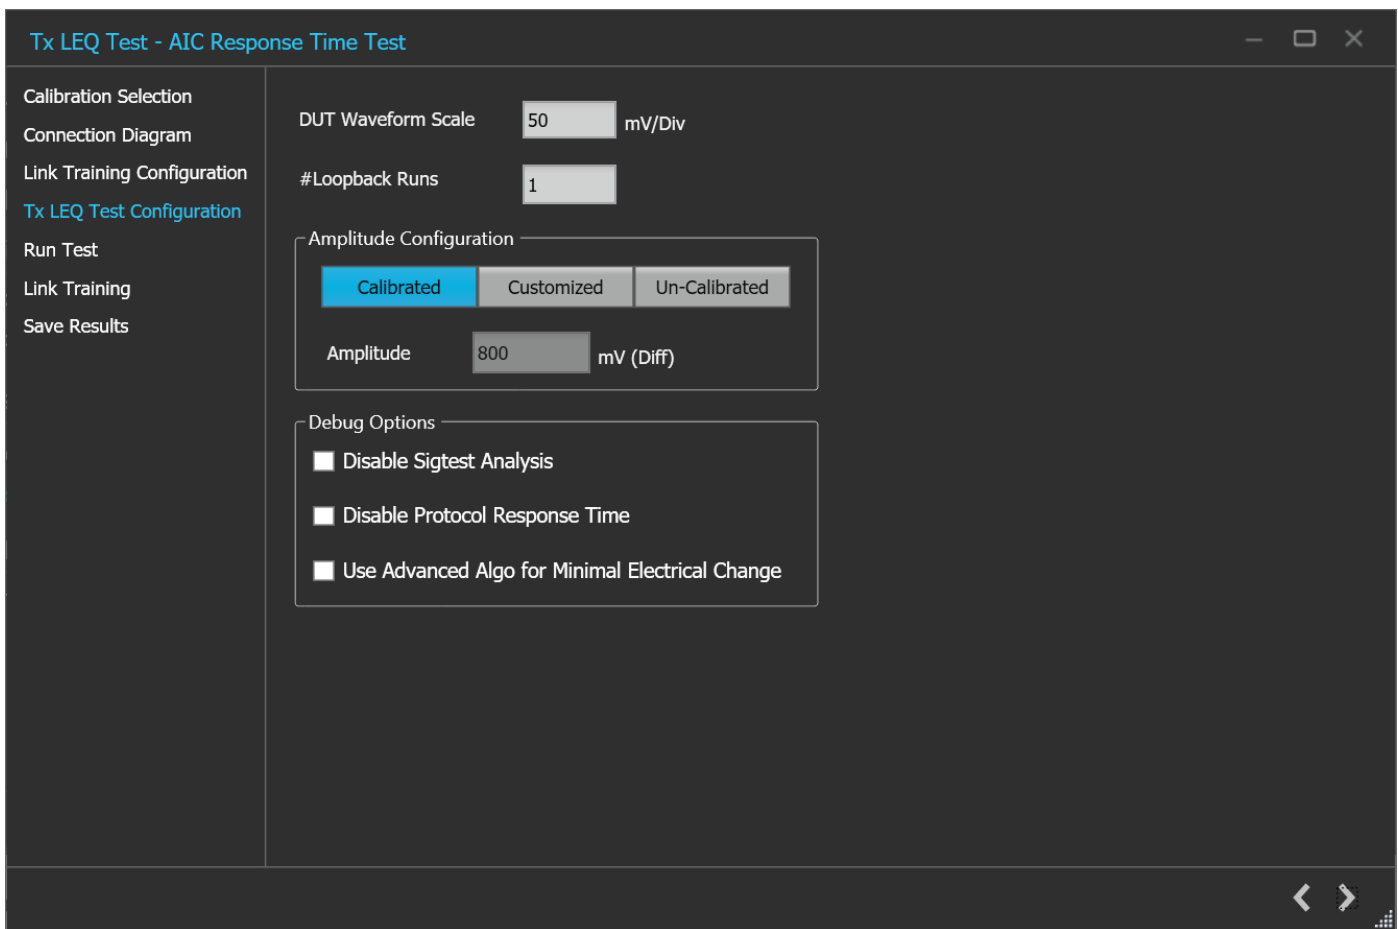 Tx LEQ Test - AIC Response Time Test
Calibration Selection
Connection Diagram
Link Training Configuration
Tx LEQ Test Configuration
Run Test
Link Training
Save Results
DUT Waveform Scale 50 mV/Div
#Loopback Runs 1
Amplitude Configuration
Calibrated Customized Un-Calibrated
Amplitude 800 mV (Diff)
Debug Options
Disable Sigtest Analysis
Disable Protocol Response Time
Use Advanced Algo for Minimal Electrical Change